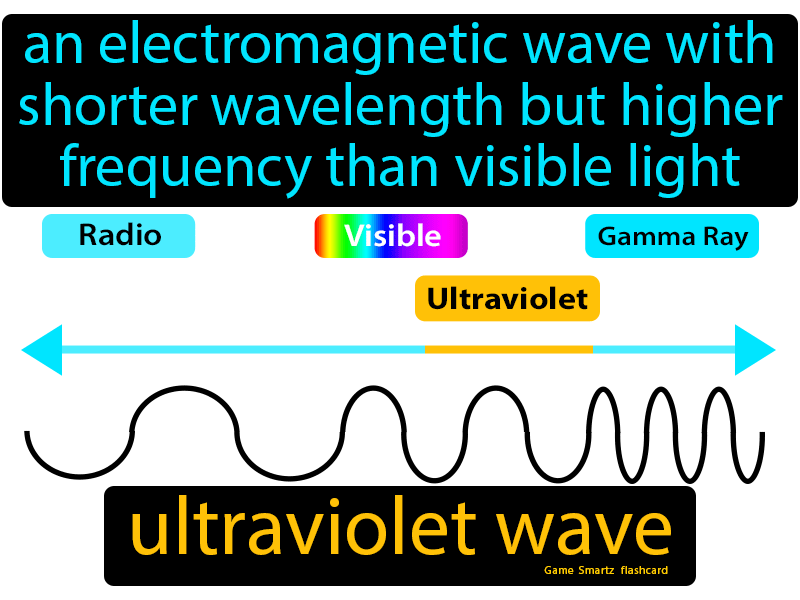 an electromagnetic wave with
shorter wavelength but higher
frequency than visible light
Radio
Visible
Gamma Ray
Ultraviolet
ultraviolet wave
Game Smartz flashcard